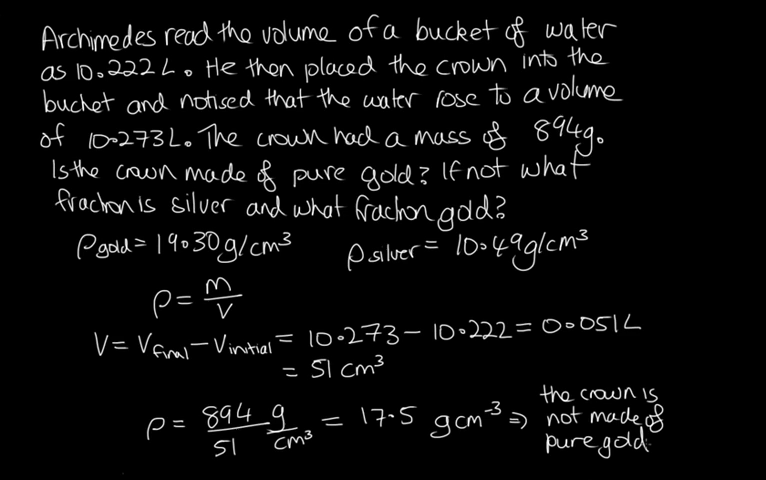 Archimedes read the volume of a bucket of water
as 10.222 L. He then placed the crown into the
bucket and notised that the water rose to a volume
of 10.273 L. The crown had a mass of 894g.
Is the crown made of pure gold? If not what
fraction is silver and what fraction gold?
ρgold = 19.30 g/cm³ ρsilver = 10.49 g/cm³
ρ = m/V
V = Vfinal − Vinitial = 10.273 − 10.222 = 0.051 L
= 51 cm³
ρ = 894/51 g/cm³ = 17.5 g cm⁻³ ⇒ the crown is
not made of
pure gold